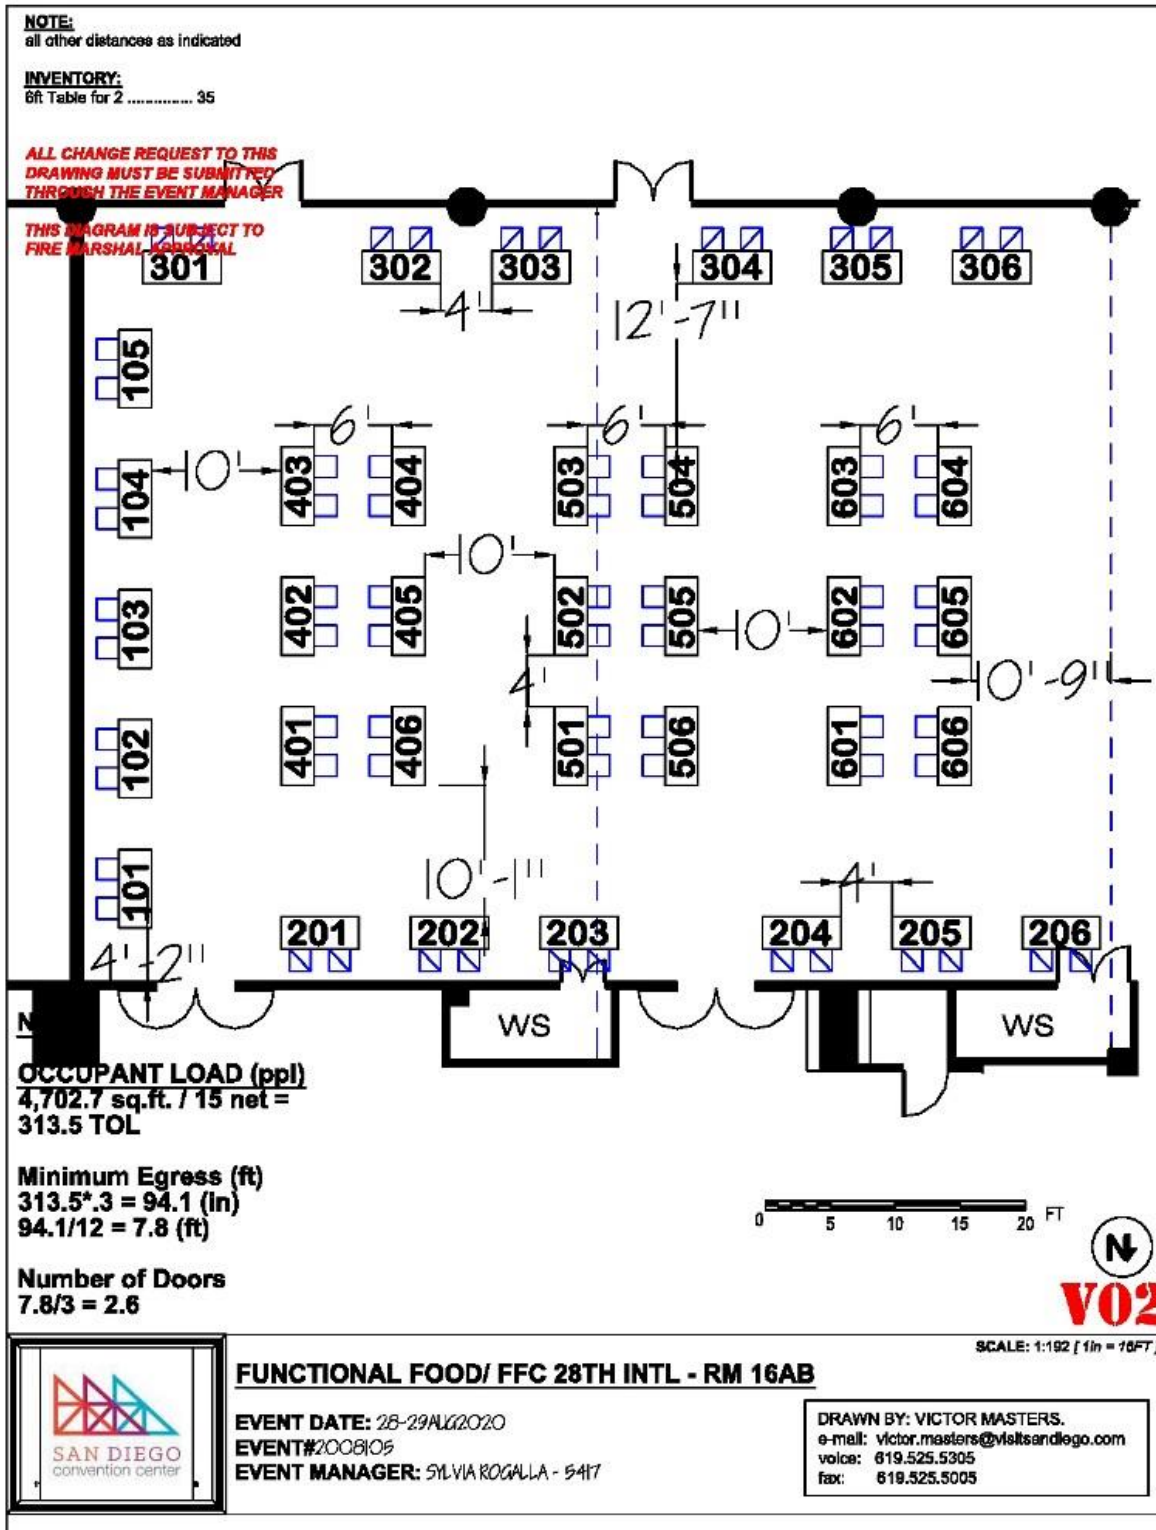 NOTE:
all other distances as indicated
INVENTORY:
6ft Table for 2 ............... 35
ALL CHANGE REQUEST TO THIS
DRAWING MUST BE SUBMITTED
THROUGH THE EVENT MANAGER
THIS DIAGRAM IS SUBJECT TO
FIRE MARSHAL APPROVAL
301 302 303 304 305 306
4' 12'-7"
105
6' 6' 6'
104 10' 403 404 503 504 603 604
10'
103 402 405 502 505 10' 602 605
4' 10'-9"
102 401 406 501 506 601 606
101 10'-1" 4'
201 202 203 204 205 206
4'-2"
WS WS
N
OCCUPANT LOAD (ppl)
4,702.7 sq.ft. / 15 net =
313.5 TOL
Minimum Egress (ft)
313.5*.3 = 94.1 (in)
94.1/12 = 7.8 (ft)
Number of Doors
7.8/3 = 2.6
0 5 10 15 20 FT
N
V02
SCALE: 1:192 [ 1in = 16FT
SAN DIEGO
convention center
FUNCTIONAL FOOD/ FFC 28TH INTL - RM 16AB
EVENT DATE: 28-29AUG2020
EVENT#2008105
EVENT MANAGER: SYLVIA ROGALLA - 5417
DRAWN BY: VICTOR MASTERS.
e-mail: victor.masters@visitsandiego.com
voice: 619.525.5305
fax: 619.525.5005